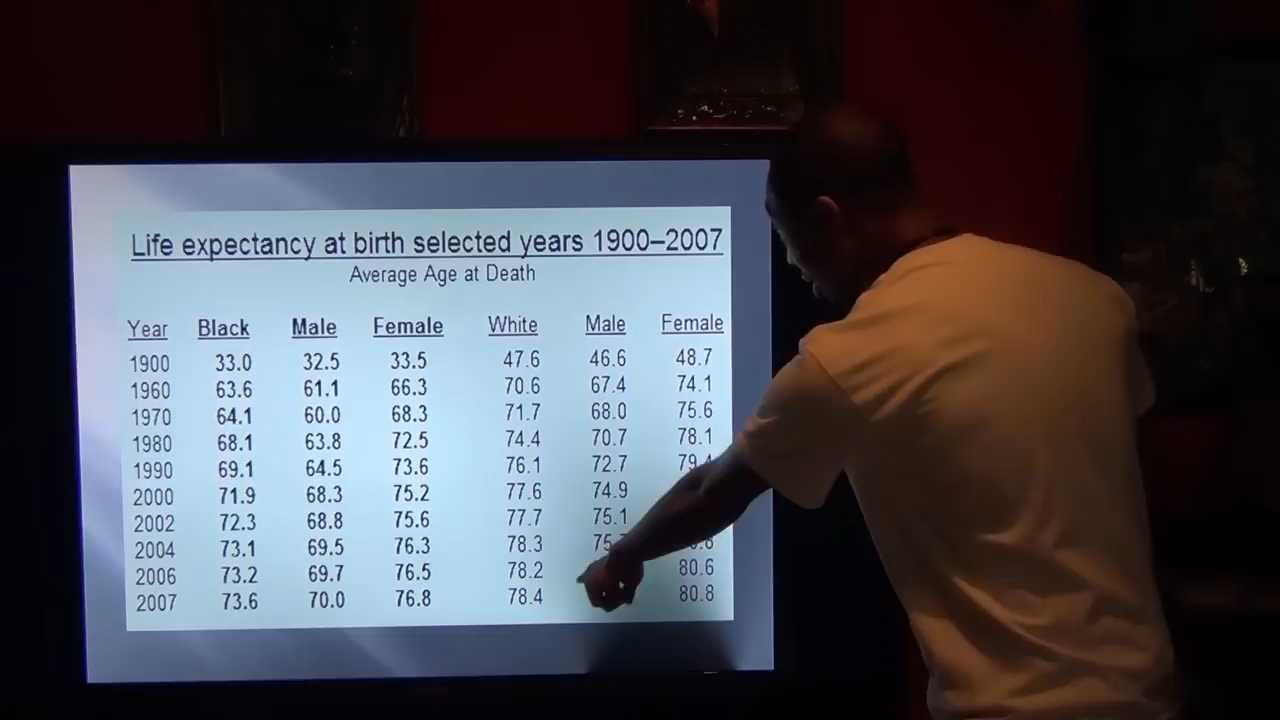 Life expectancy at birth selected years 1900–2007
Average Age at Death
Year Black Male Female White Male Female
1900 33.0 32.5 33.5 47.6 46.6 48.7
1960 63.6 61.1 66.3 70.6 67.4 74.1
1970 64.1 60.0 68.3 71.7 68.0 75.6
1980 68.1 63.8 72.5 74.4 70.7 78.1
1990 69.1 64.5 73.6 76.1 72.7
2000 71.9 68.3 75.2 77.6 74.9
2002 72.3 68.8 75.6 77.7 75.1
2004 73.1 69.5 76.3 78.3
2006 73.2 69.7 76.5 78.2 80.6
2007 73.6 70.0 76.8 78.4 80.8